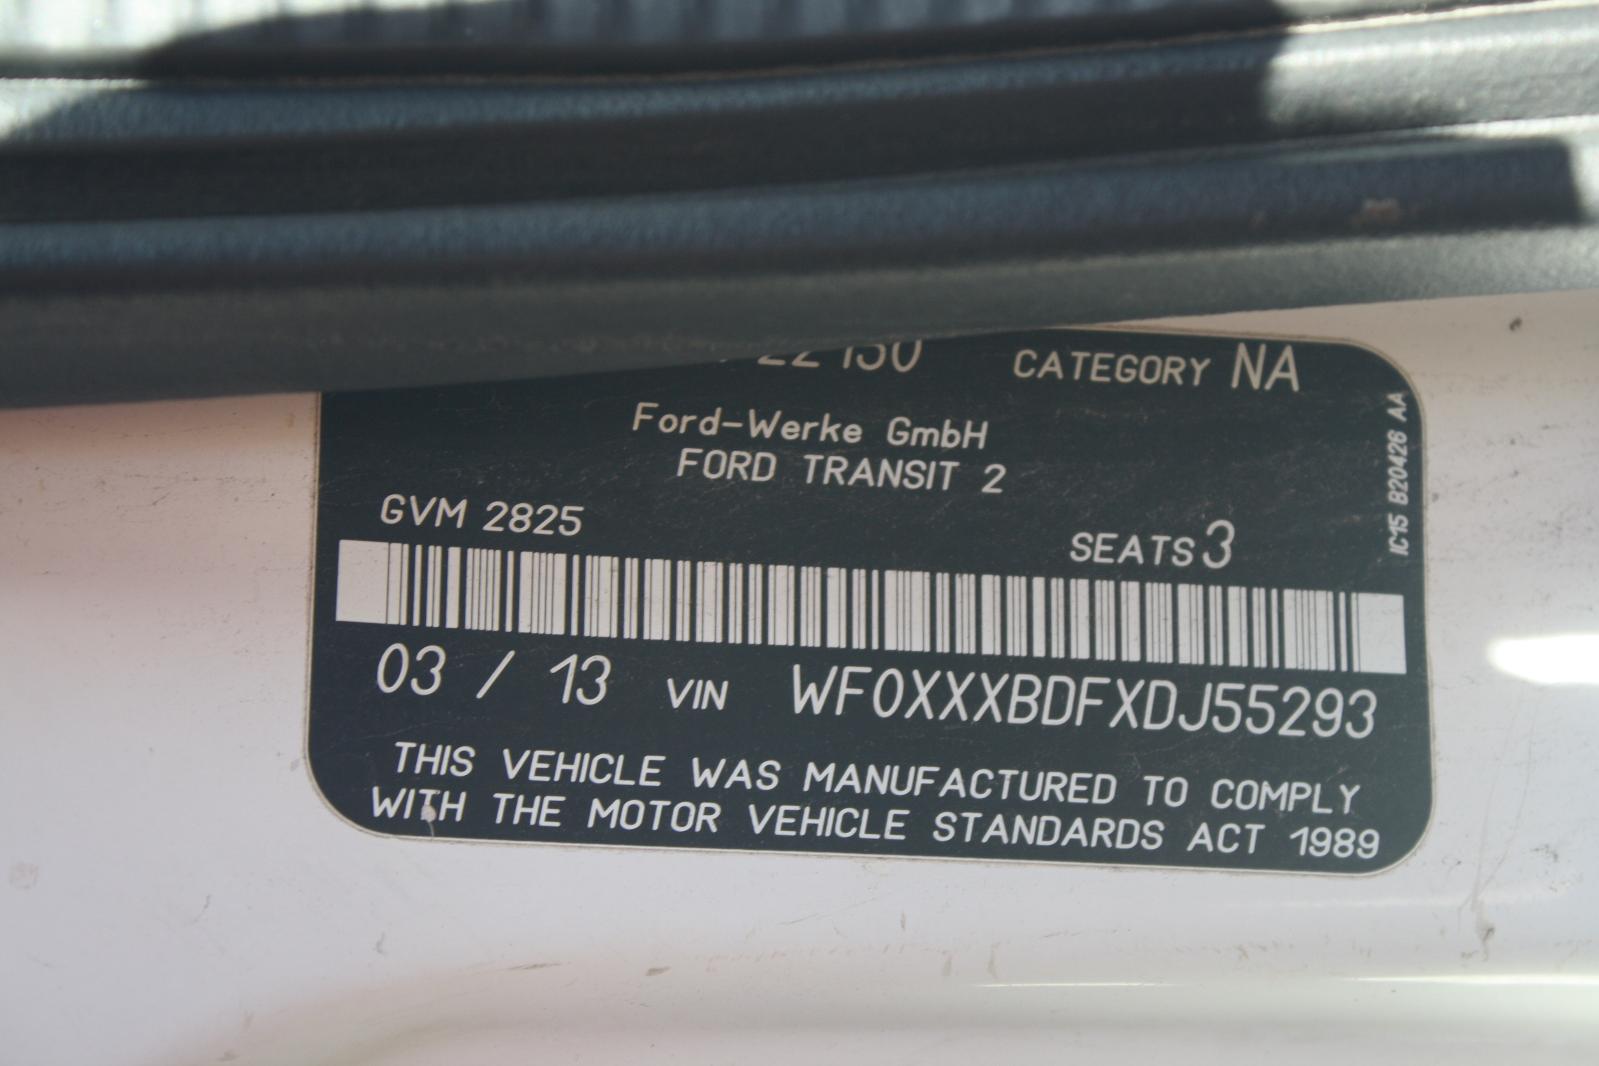 CATEGORY NA
Ford-Werke GmbH
FORD TRANSIT 2
GVM 2825
SEATS 3
03 / 13 VIN WF0XXXBDFXDJ55293
THIS VEHICLE WAS MANUFACTURED TO COMPLY
WITH THE MOTOR VEHICLE STANDARDS ACT 1989
IC15 B20426 AA